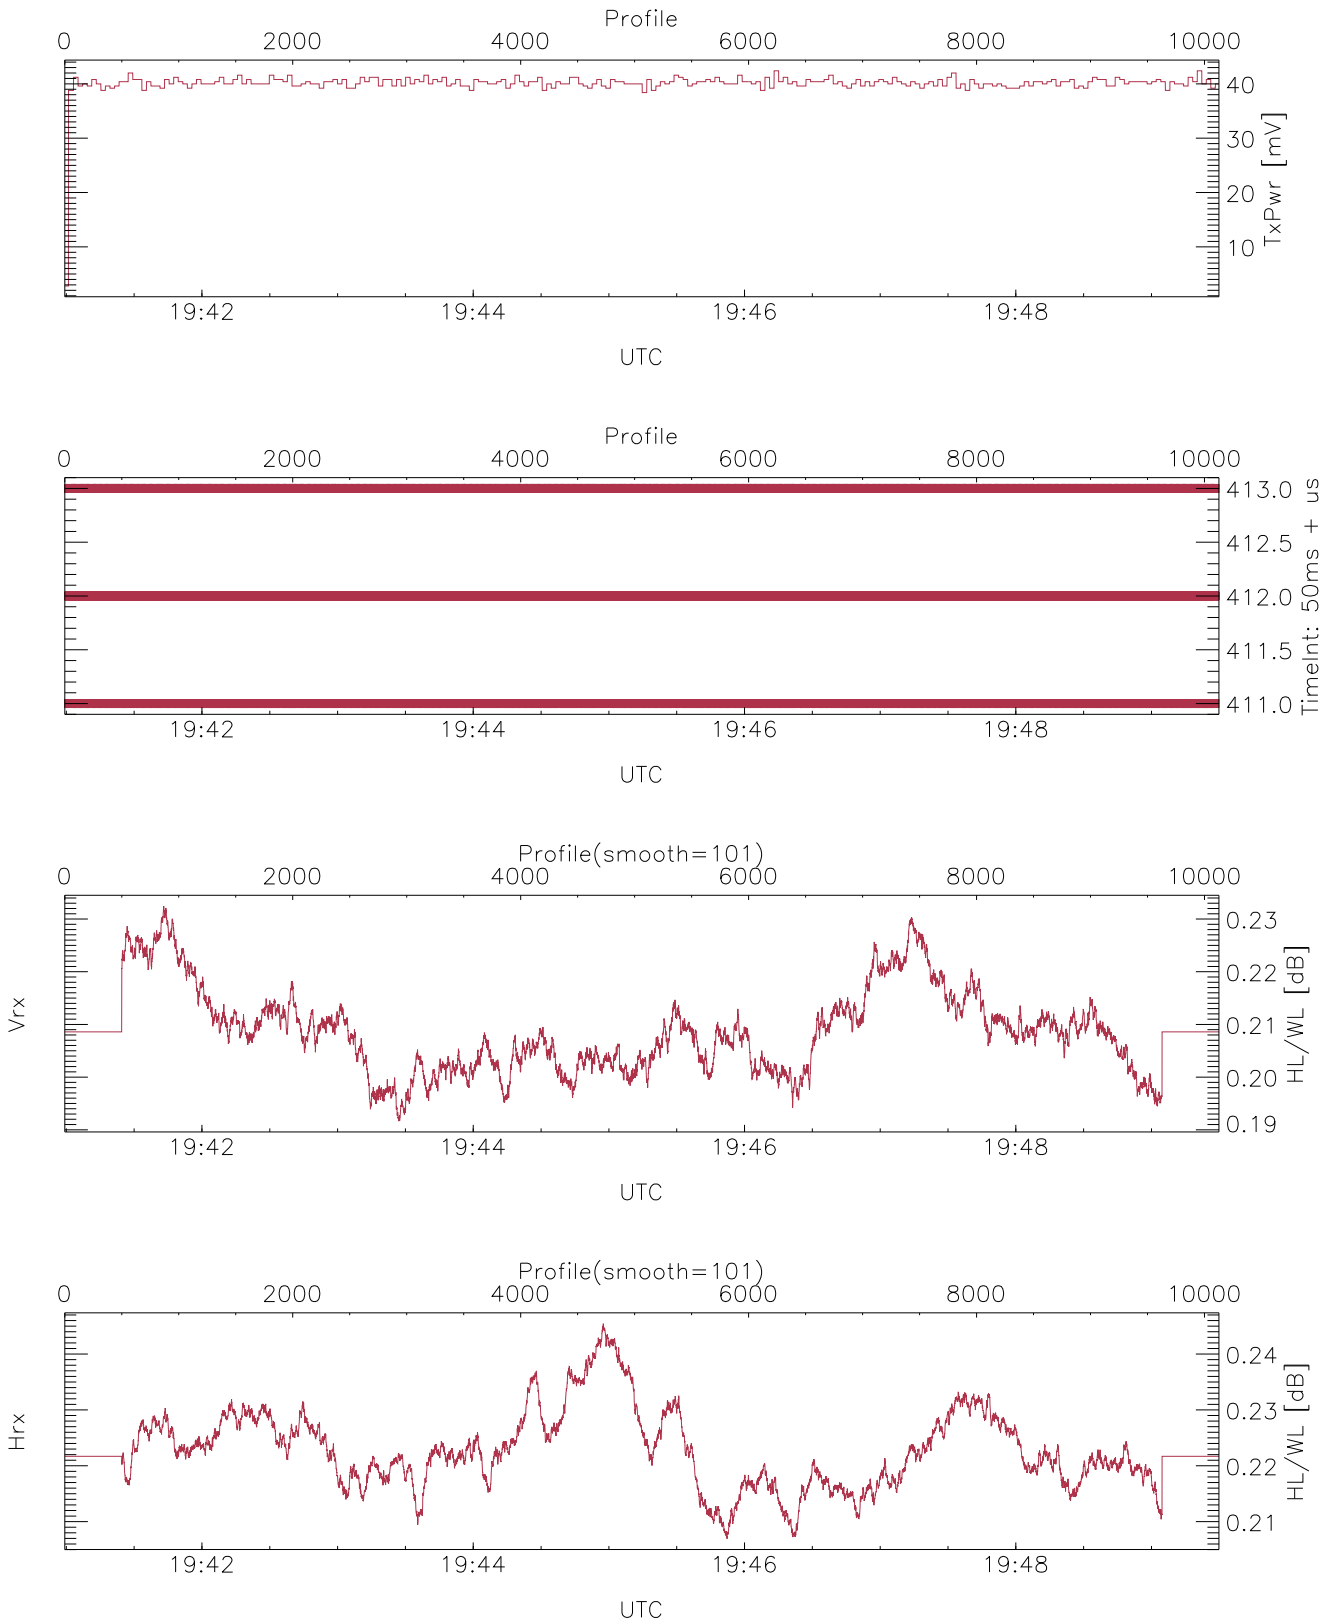 Profile
0 2000 4000 6000 8000 10000
40
30
20
10
TxPwr [mV]
19:42 19:44 19:46 19:48
UTC
Profile
0 2000 4000 6000 8000 10000
413.0
412.5
412.0
411.5
411.0
TimeInt: 50ms + us
19:42 19:44 19:46 19:48
UTC
Profile(smooth=101)
0 2000 4000 6000 8000 10000
Vrx
0.23
0.22
0.21
0.20
0.19
HL/WL [dB]
19:42 19:44 19:46 19:48
UTC
Profile(smooth=101)
0 2000 4000 6000 8000 10000
Hrx
0.24
0.23
0.22
0.21
HL/WL [dB]
19:42 19:44 19:46 19:48
UTC